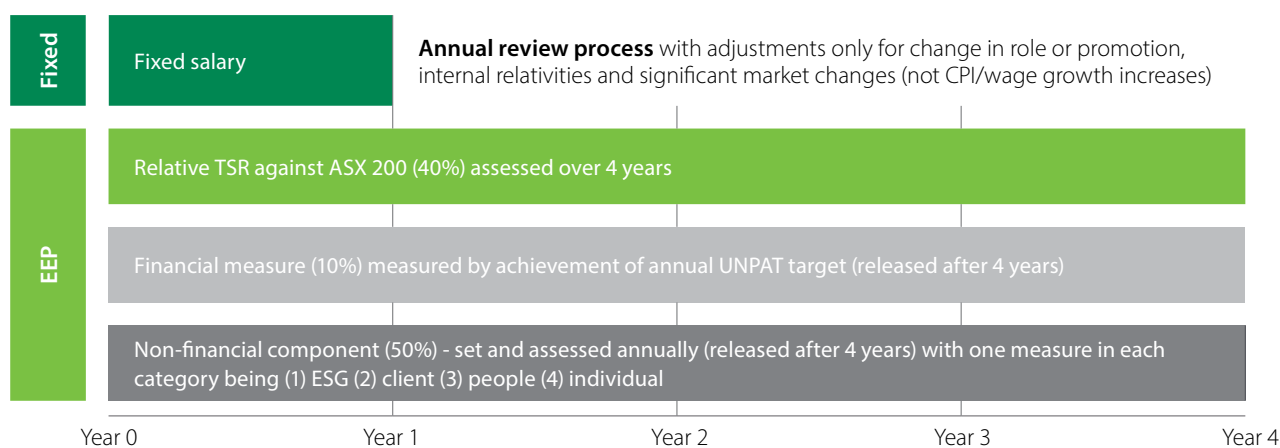 Fixed
Fixed salary
Annual review process with adjustments only for change in role or promotion,
internal relativities and significant market changes (not CPI/wage growth increases)
EEP
Relative TSR against ASX 200 (40%) assessed over 4 years
Financial measure (10%) measured by achievement of annual UNPAT target (released after 4 years)
Non-financial component (50%) - set and assessed annually (released after 4 years) with one measure in each
category being (1) ESG (2) client (3) people (4) individual
Year 0 Year 1 Year 2 Year 3 Year 4